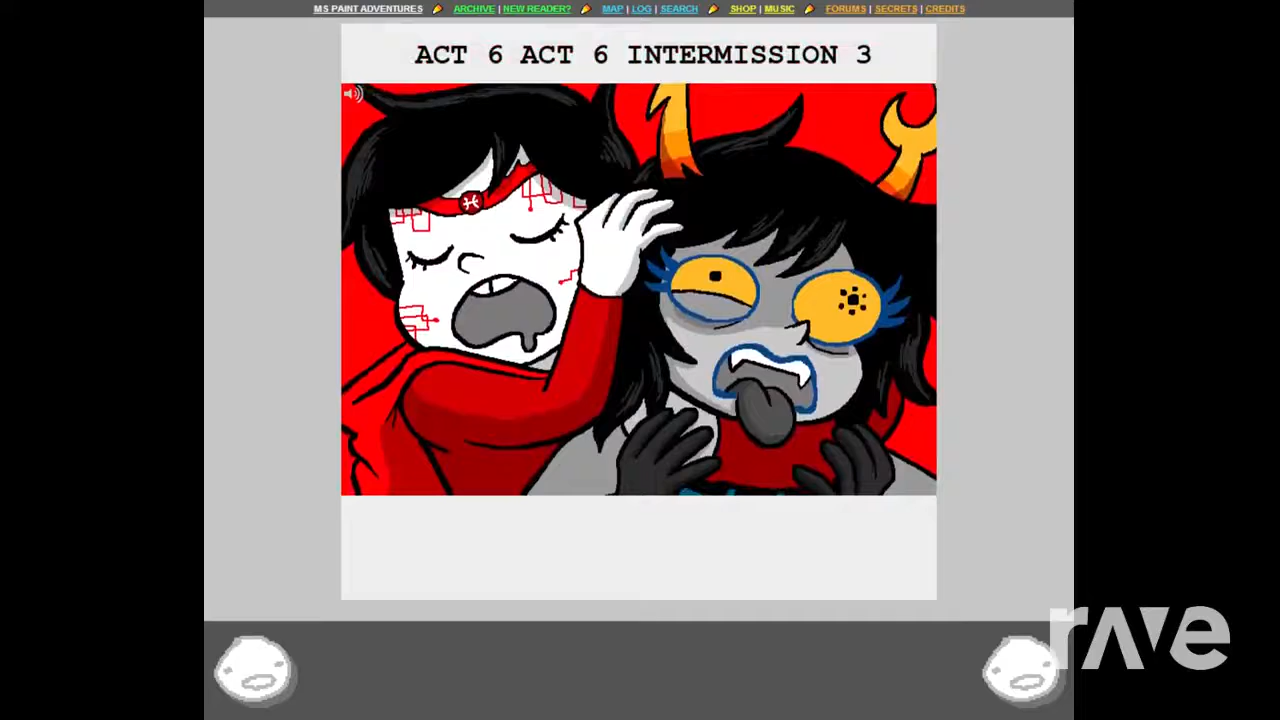 MS PAINT ADVENTURES ARCHIVE | NEW READER? MAP | LOG | SEARCH SHOP | MUSIC FORUMS | SECRETS | CREDITS
ACT 6 ACT 6 INTERMISSION 3
rave